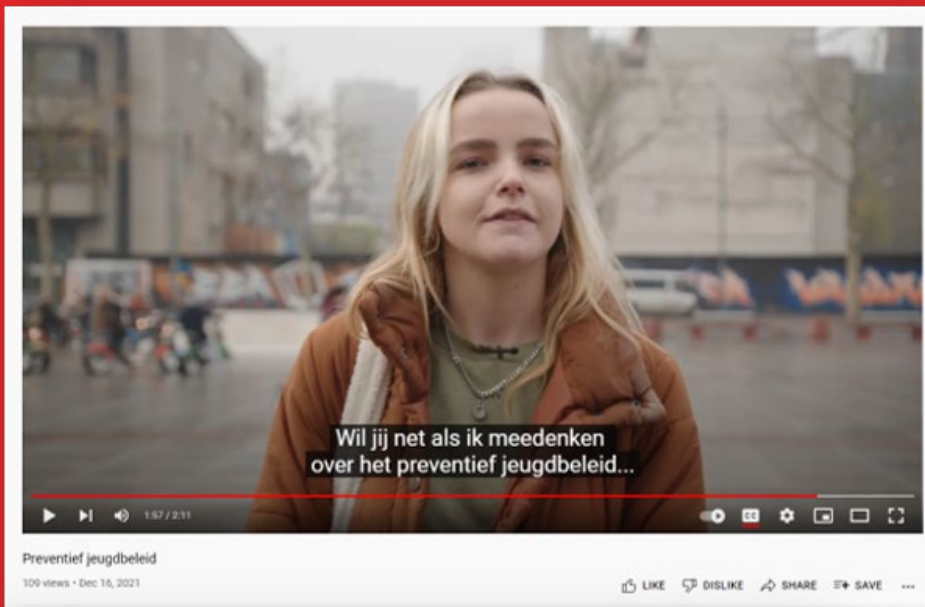 Wil jij net als ik meedenken
over het preventief jeugdbeleid...
1:57 / 2:11
CC
Preventief jeugdbeleid
109 views • Dec 16, 2021
LIKE DISLIKE SHARE SAVE